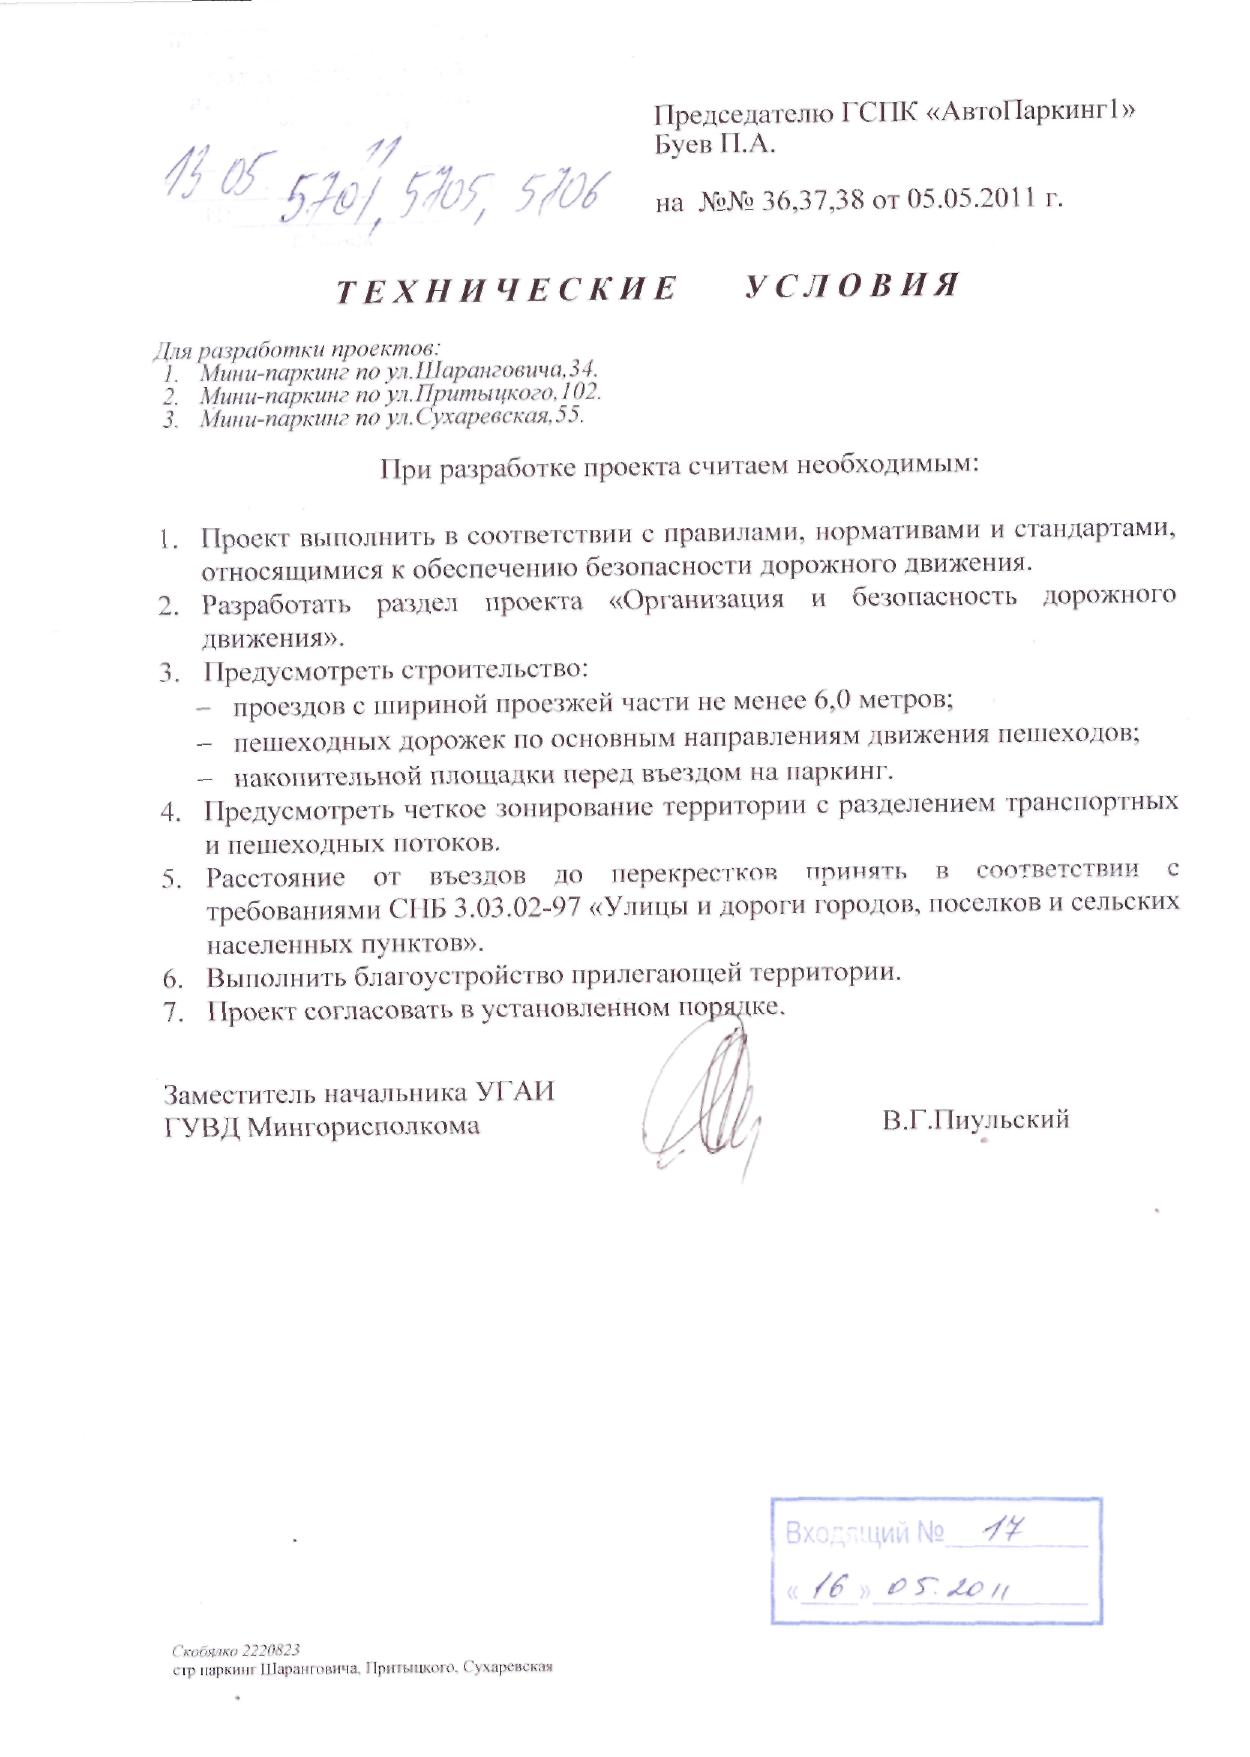 Председателю ГСПК «АвтоПаркинг1»
Буев П.А.
13 05 11 5701, 5705, 5706
на №№ 36,37,38 от 05.05.2011 г.
ТЕХНИЧЕСКИЕ УСЛОВИЯ
Для разработки проектов:
1. Мини-паркинг по ул.Шаранговича,34.
2. Мини-паркинг по ул.Притыцкого,102.
3. Мини-паркинг по ул.Сухаревская,55.
При разработке проекта считаем необходимым:
1. Проект выполнить в соответствии с правилами, нормативами и стандартами,
относящимися к обеспечению безопасности дорожного движения.
2. Разработать раздел проекта «Организация и безопасность дорожного
движения».
3. Предусмотреть строительство:
– проездов с шириной проезжей части не менее 6,0 метров;
– пешеходных дорожек по основным направлениям движения пешеходов;
– накопительной площадки перед въездом на паркинг.
4. Предусмотреть четкое зонирование территории с разделением транспортных
и пешеходных потоков.
5. Расстояние от въездов до перекрестков принять в соответствии с
требованиями СНБ 3.03.02-97 «Улицы и дороги городов, поселков и сельских
населенных пунктов».
6. Выполнить благоустройство прилегающей территории.
7. Проект согласовать в установленном порядке.
Заместитель начальника УГАИ
ГУВД Мингорисполкома
В.Г.Пиульский
Входящий № 17
«16» 05.2011
Скобялко 2220823
стр паркинг Шаранговича, Притыцкого, Сухаревская